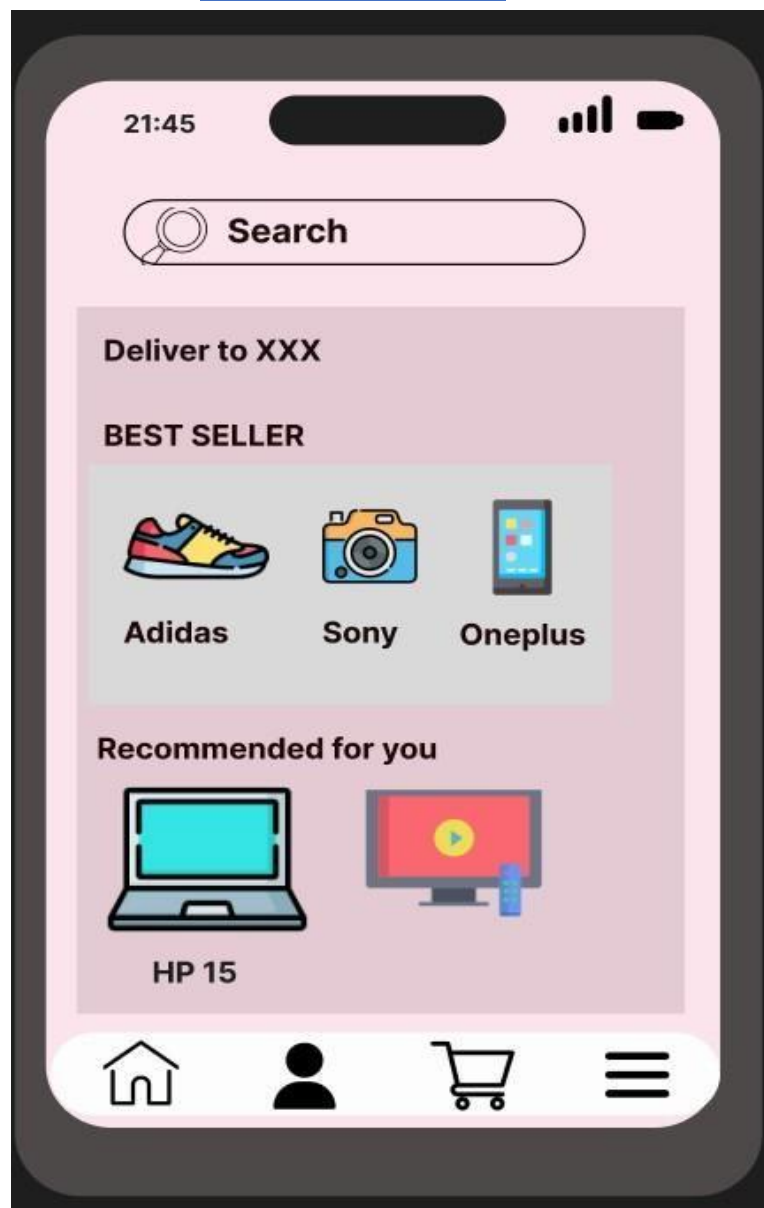 21:45
Search
Deliver to XXX
BEST SELLER
Adidas Sony Oneplus
Recommended for you
HP 15